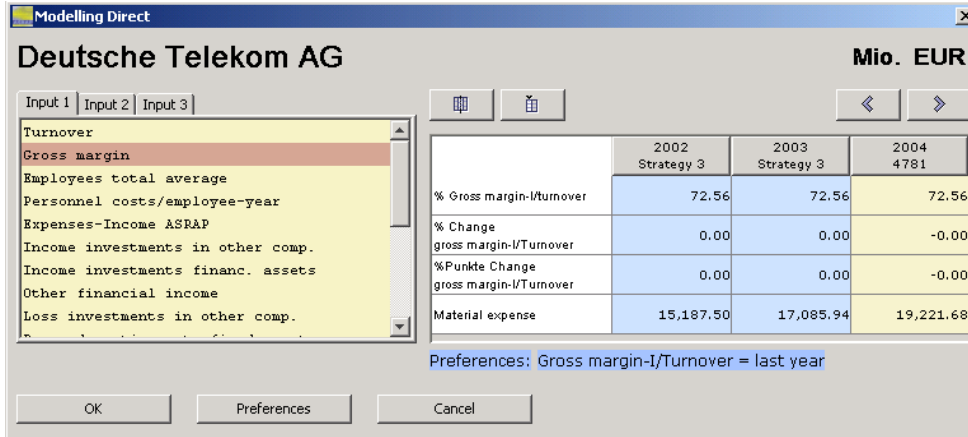 Modelling Direct
Deutsche Telekom AG
Mio. EUR
Input 1 Input 2 Input 3
Turnover
Gross margin
Employees total average
Personnel costs/employee-year
Expenses-Income ASRAP
Income investments in other comp.
Income investments financ. assets
Other financial income
Loss investments in other comp.
2002 2003 2004
Strategy 3 Strategy 3 4781
% Gross margin-I/turnover 72.56 72.56 72.56
% Change
gross margin-I/Turnover 0.00 0.00 -0.00
%Punkte Change
gross margin-I/Turnover 0.00 0.00 -0.00
Material expense 15,187.50 17,085.94 19,221.68
Preferences: Gross margin-I/Turnover = last year
OK Preferences Cancel